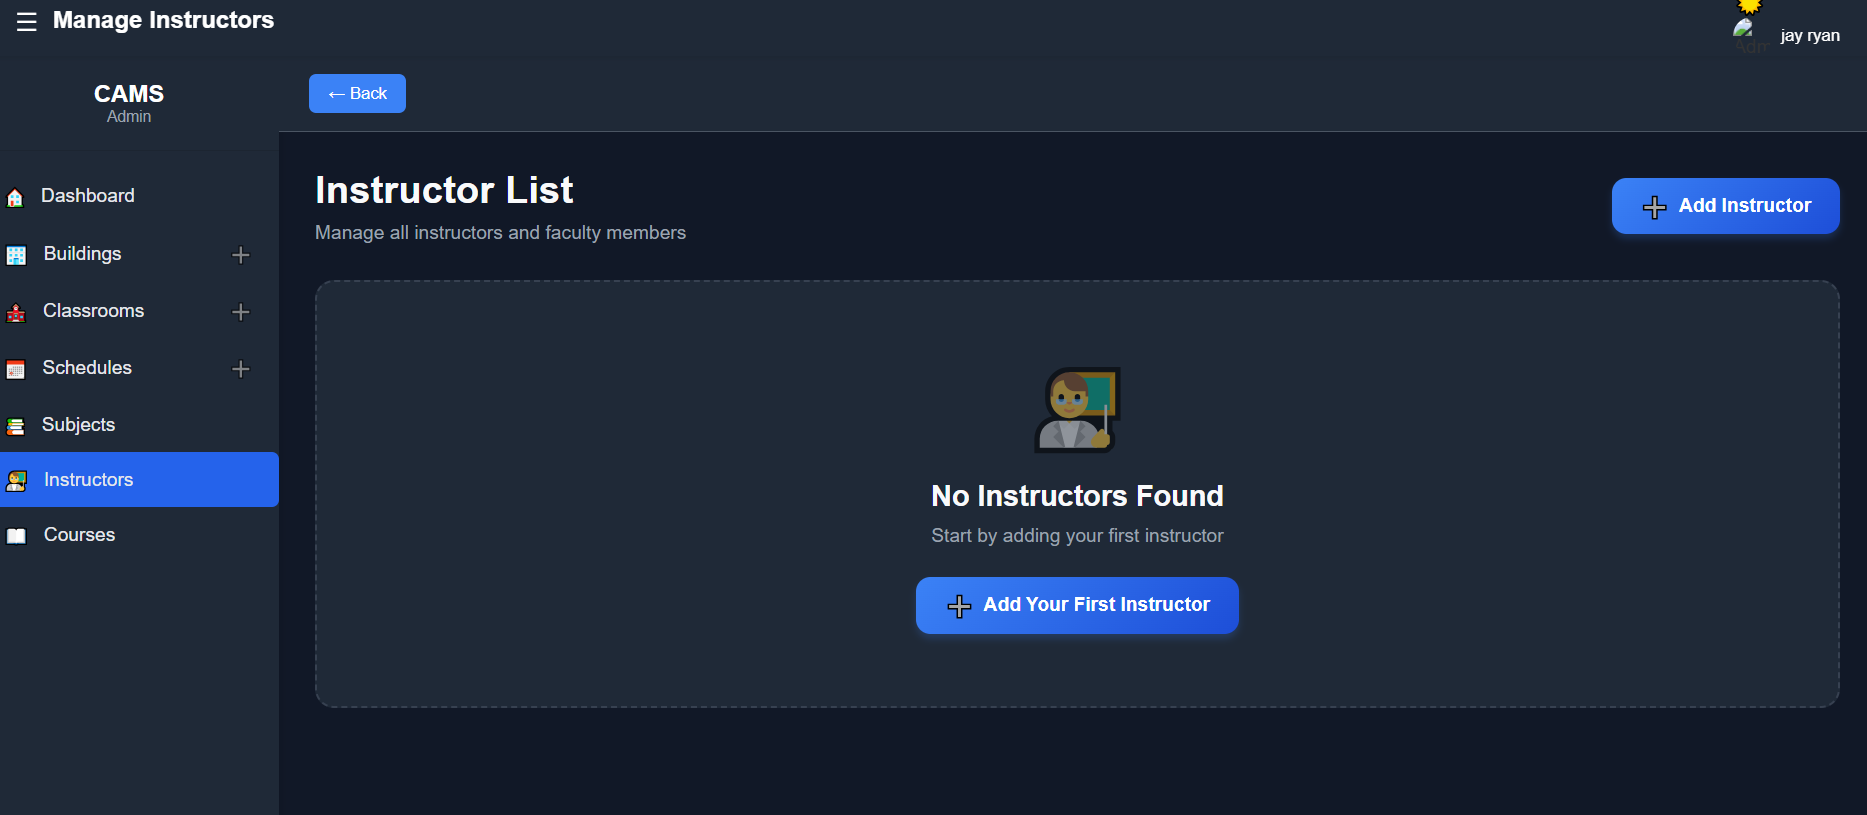 ☰ Manage Instructors
Adm
jay ryan
CAMS
Admin
← Back
Dashboard
Buildings
Classrooms
Schedules
Subjects
Instructors
Courses
Instructor List
Manage all instructors and faculty members
Add Instructor
No Instructors Found
Start by adding your first instructor
Add Your First Instructor